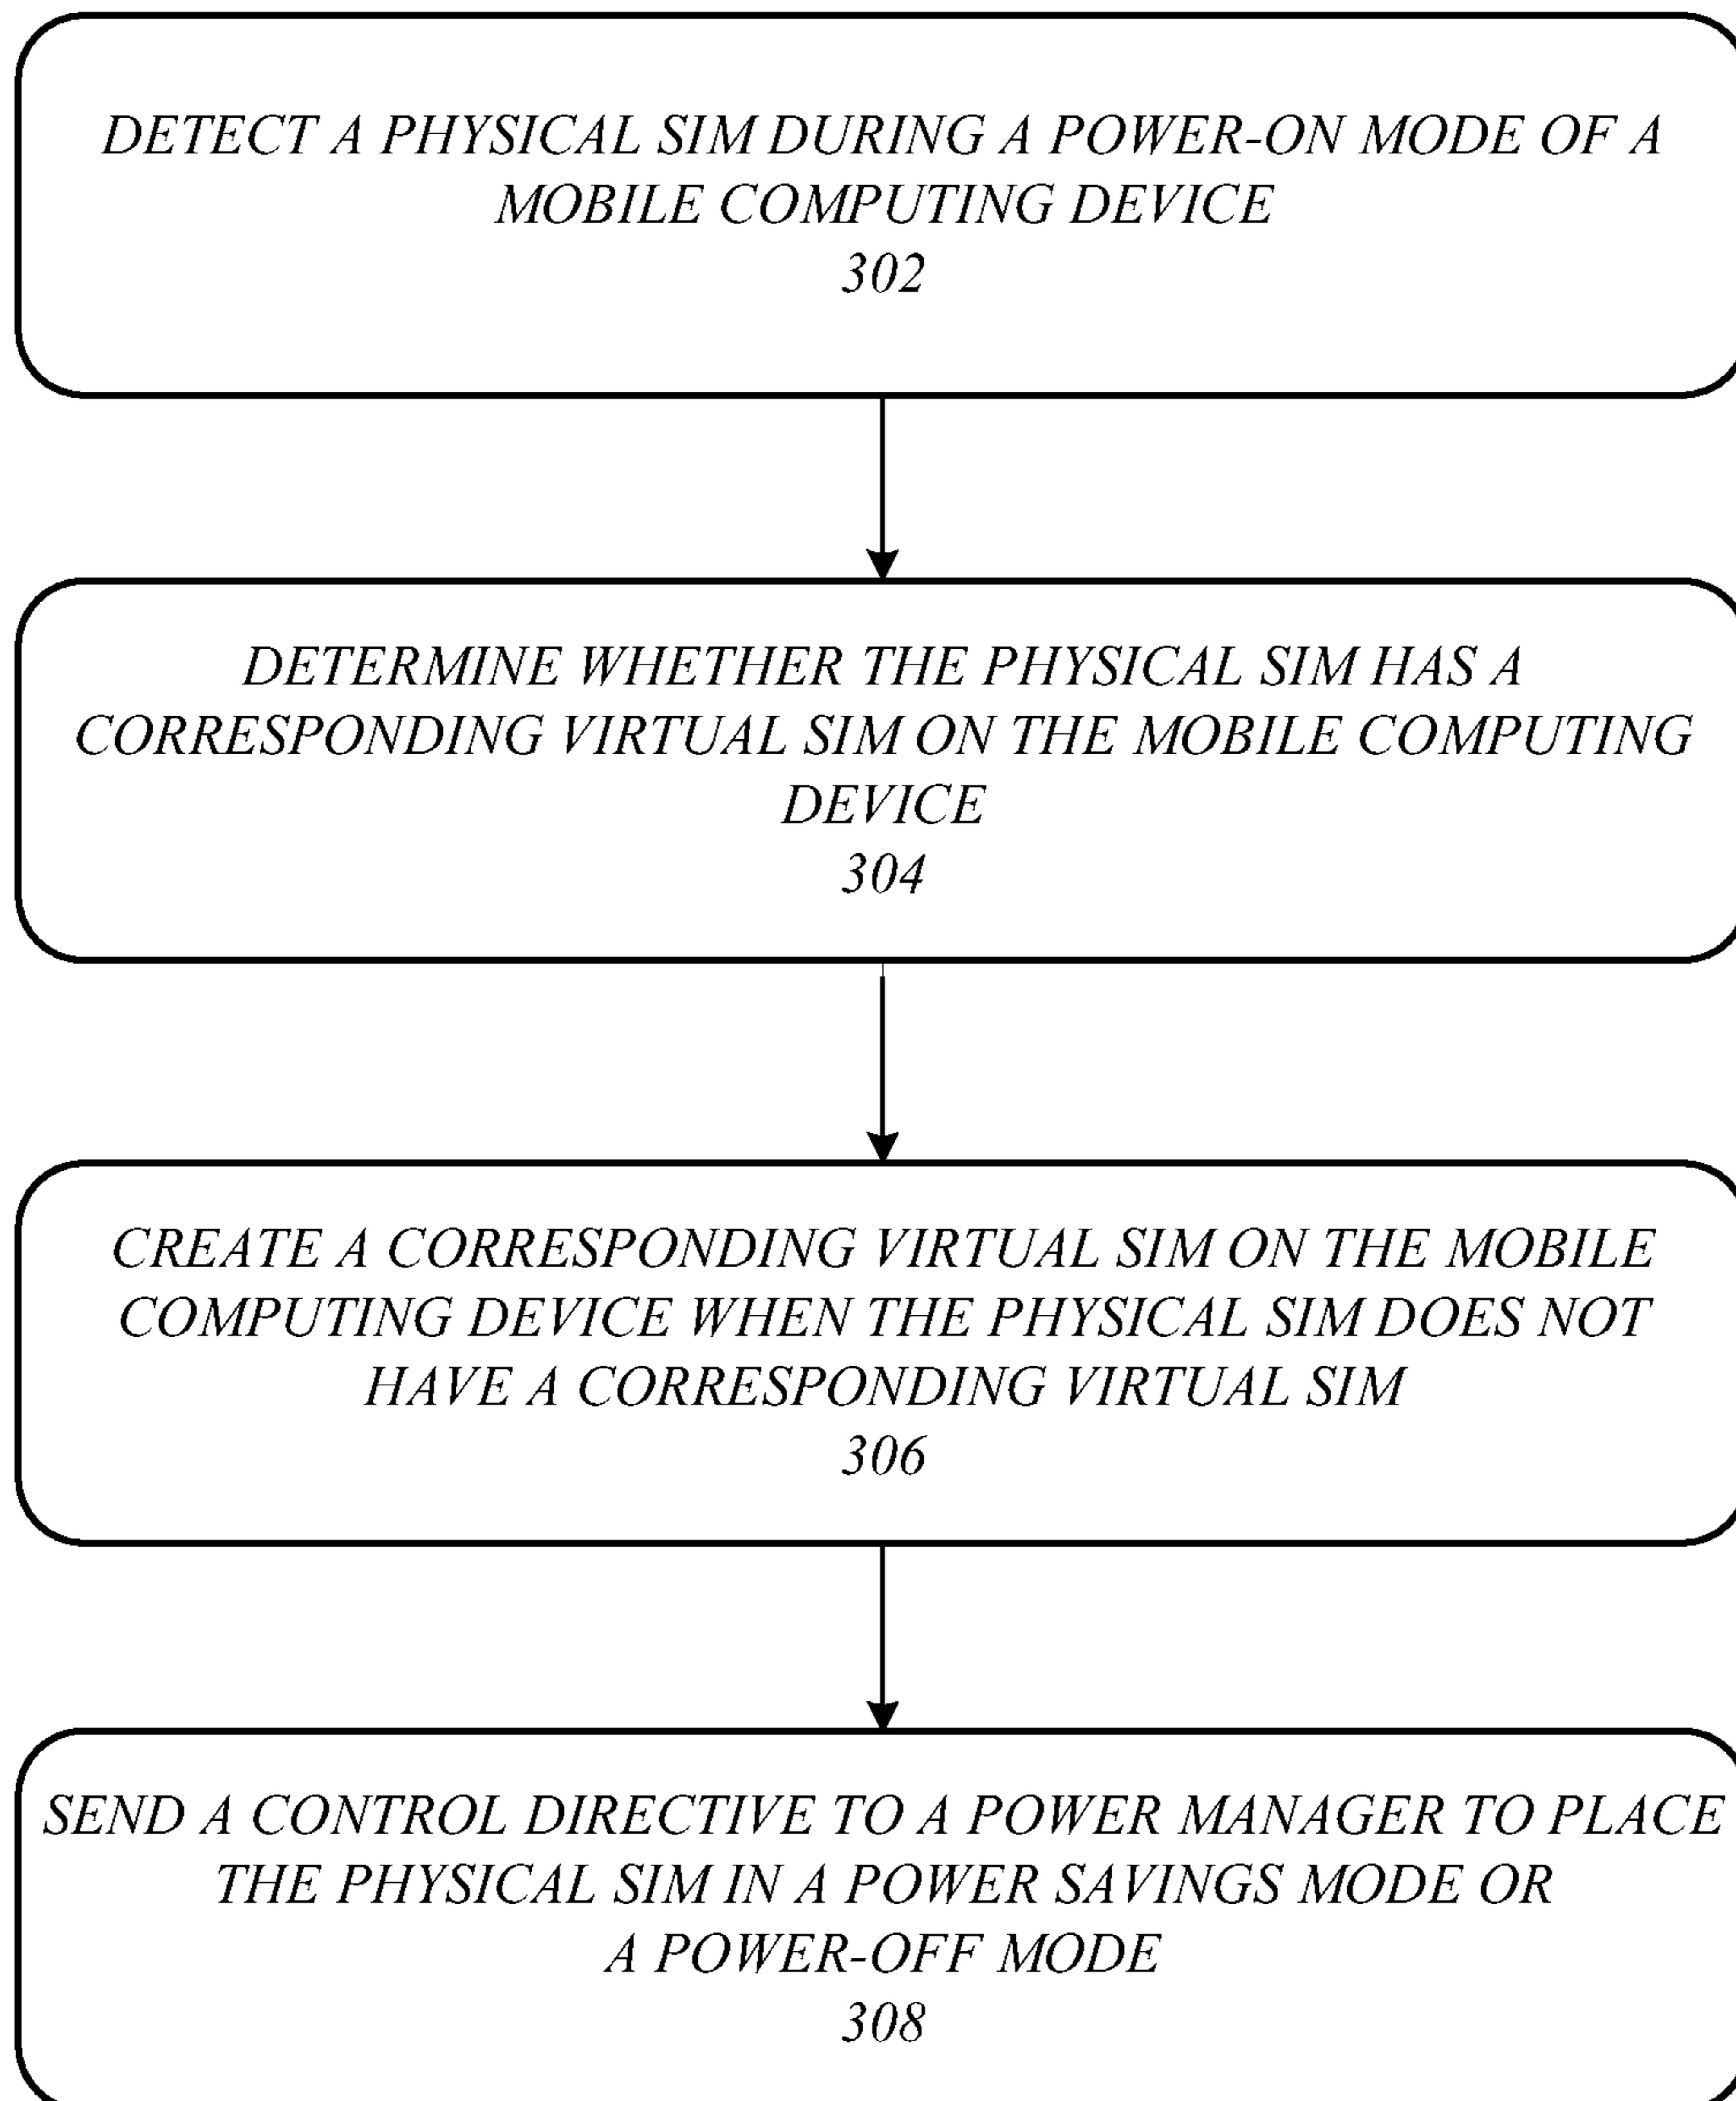 DETECT A PHYSICAL SIM DURING A POWER-ON MODE OF A
MOBILE COMPUTING DEVICE
302
DETERMINE WHETHER THE PHYSICAL SIM HAS A
CORRESPONDING VIRTUAL SIM ON THE MOBILE COMPUTING
DEVICE
304
CREATE A CORRESPONDING VIRTUAL SIM ON THE MOBILE
COMPUTING DEVICE WHEN THE PHYSICAL SIM DOES NOT
HAVE A CORRESPONDING VIRTUAL SIM
306
SEND A CONTROL DIRECTIVE TO A POWER MANAGER TO PLACE
THE PHYSICAL SIM IN A POWER SAVINGS MODE OR
A POWER-OFF MODE
308